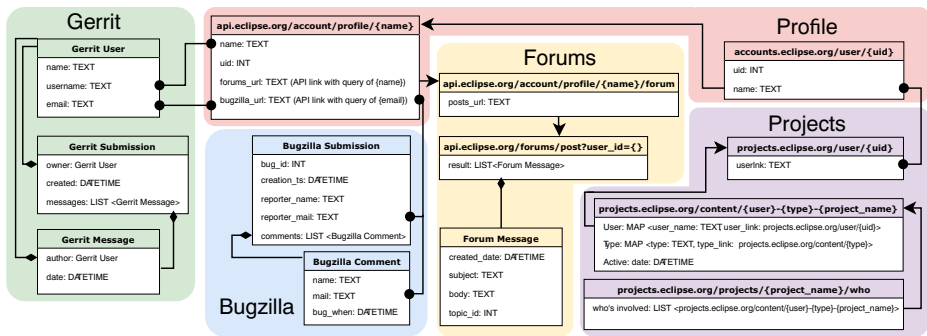 Gerrit
Gerrit User
name: TEXT
username: TEXT
email: TEXT
Gerrit Submission
owner: Gerrit User
created: DATETIME
messages: LIST <Gerrit Message>
Gerrit Message
author: Gerrit User
date: DATETIME
api.eclipse.org/account/profile/{name}
name: TEXT
uid: INT
forums_url: TEXT (API link with query of {name})
bugzilla_url: TEXT (API link with query of {email})
Bugzilla Submission
bug_id: INT
creation_ts: DATETIME
reporter_name: TEXT
reporter_mail: TEXT
comments: LIST <Bugzilla Comment>
Bugzilla Comment
name: TEXT
mail: TEXT
bug_when: DATETIME
Bugzilla
Forums
api.eclipse.org/account/profile/{name}/forum
posts_url: TEXT
api.eclipse.org/forums/post?user_id={}
result: LIST<Forum Message>
Forum Message
created_date: DATETIME
subject: TEXT
body: TEXT
topic_id: INT
Profile
accounts.eclipse.org/user/{uid}
uid: INT
name: TEXT
Projects
projects.eclipse.org/user/{uid}
userlnk: TEXT
projects.eclipse.org/content/{user}-{type}-{project_name}
User: MAP <user_name: TEXT, user_link: projects.eclipse.org/user/{uid}>
Type: MAP <type: TEXT, type_link: projects.eclipse.org/content/{type}>
Active: date: DATETIME
projects.eclipse.org/projects/{project_name}/who
who's involved: LIST <projects.eclipse.org/content/{user}-{type}-{project_name}>